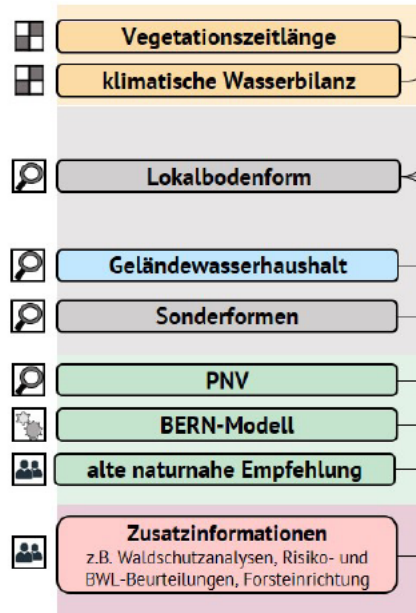 Vegetationszeitlänge
klimatische Wasserbilanz
Lokalbodenform
Geländewasserhaushalt
Sonderformen
PNV
BERN-Modell
alte naturnahe Empfehlung
Zusatzinformationen
z.B. Waldschutzanalysen, Risiko- und
BWL-Beurteilungen, Forsteinrichtung